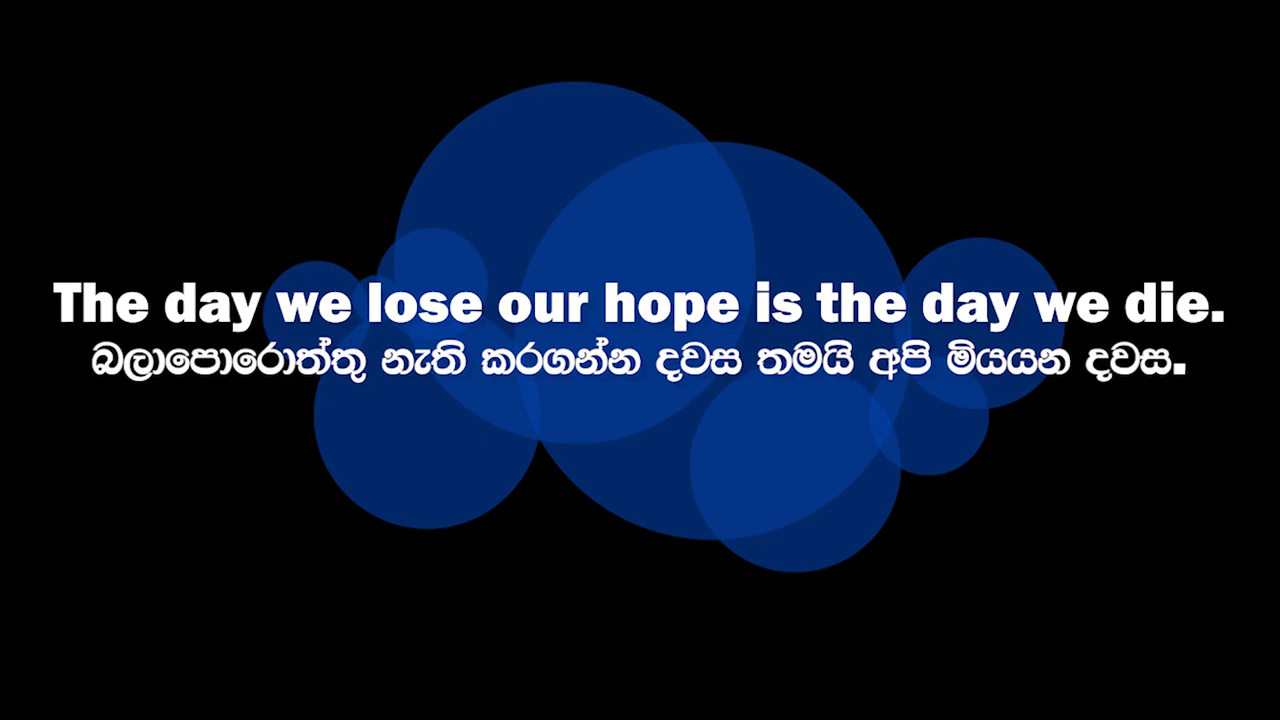 The day we lose our hope is the day we die.
බලාපොරොත්තු නැති කරගන්න දවස තමයි අපි මියයන දවස.